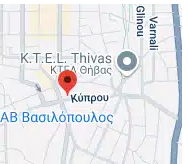 Varnali
Glinou
K.T.E.L. Thivas
ΚΤΕΛ Θήβας
Κύπρου
ΑΒ Βασιλόπουλος